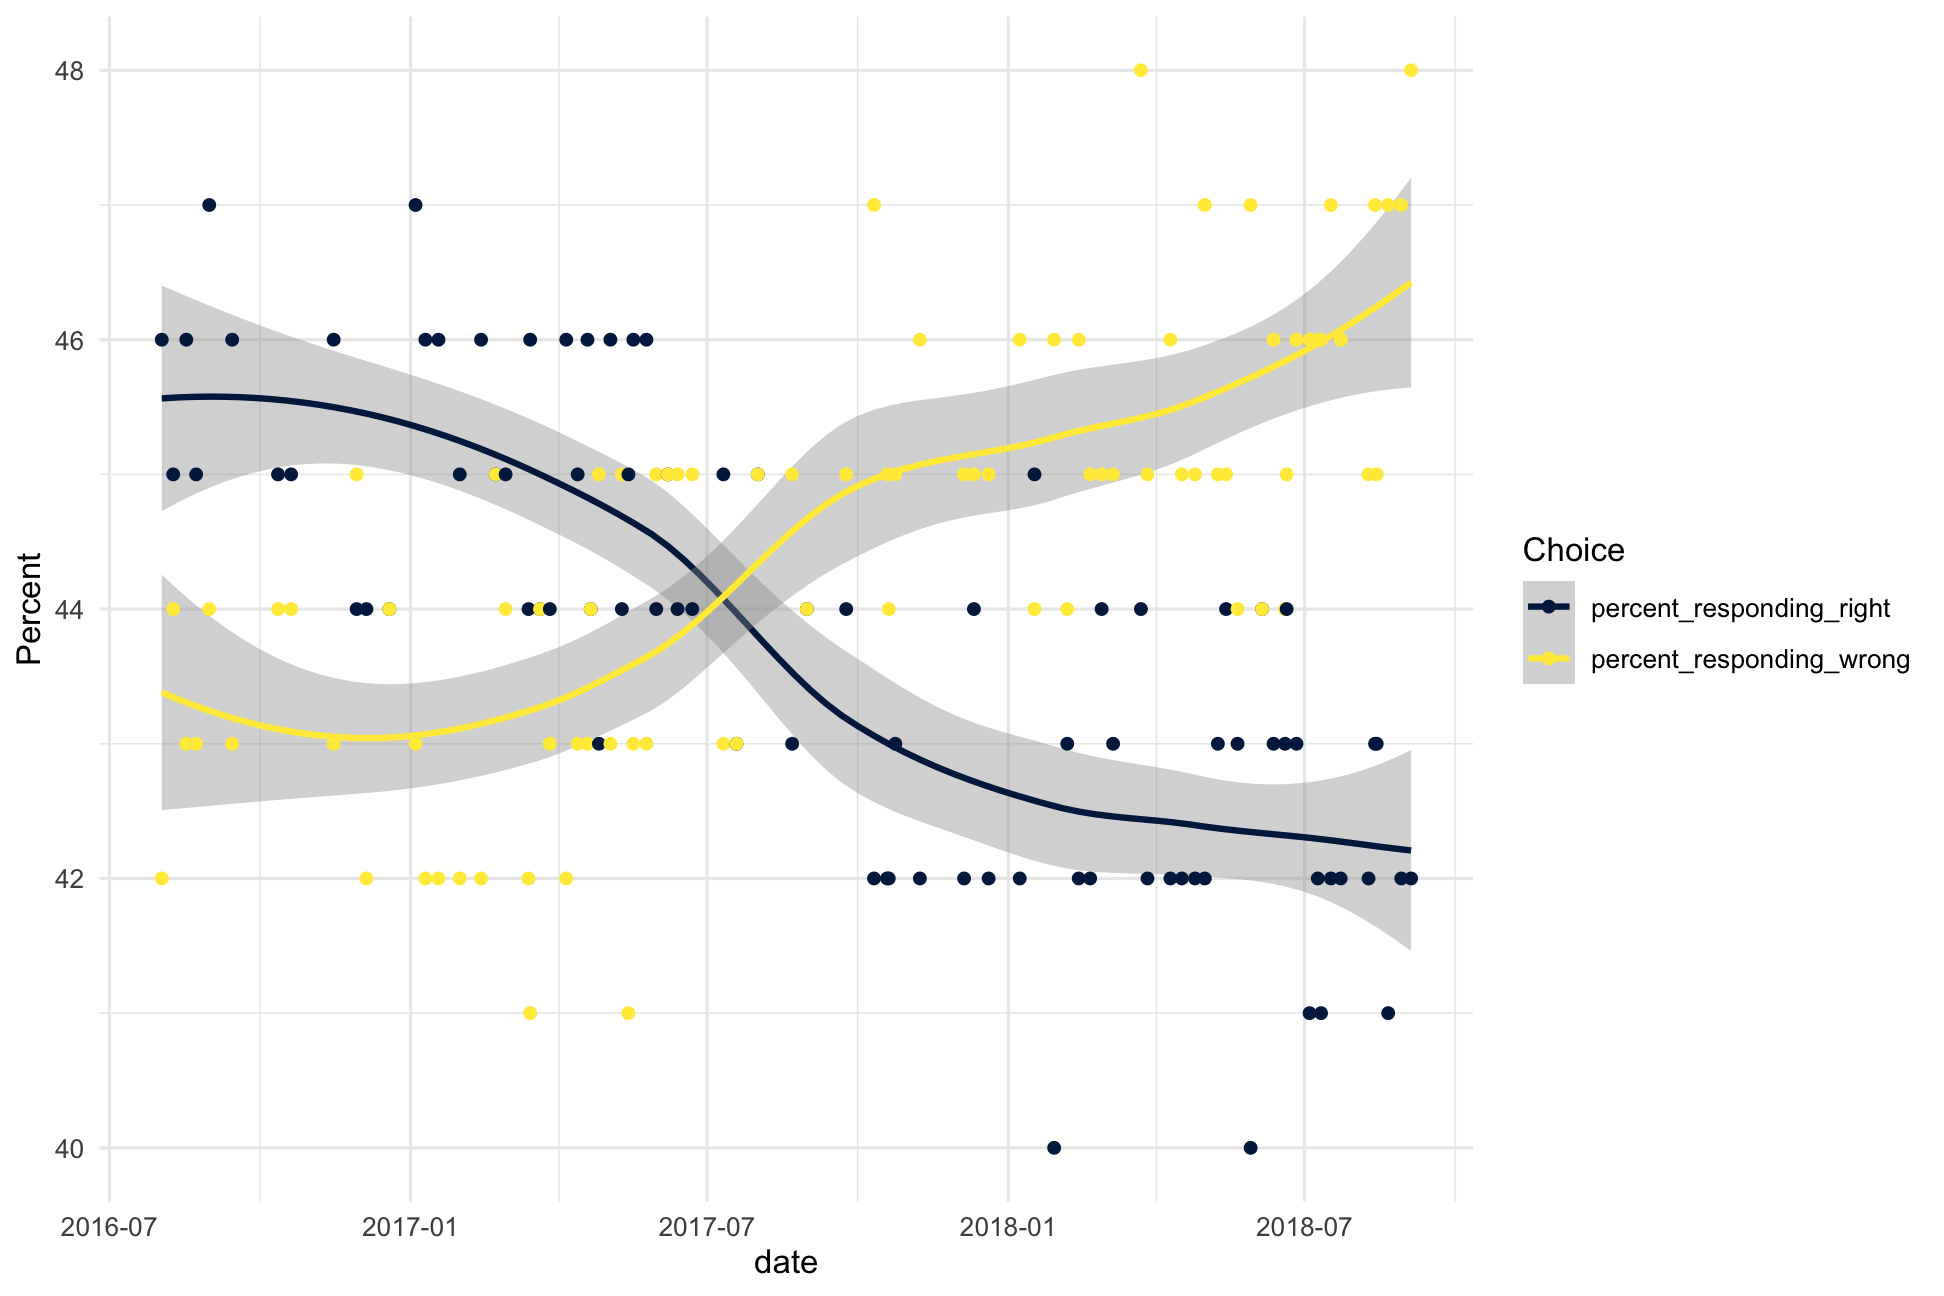 48
46
44
42
40
Percent
2016-07
2017-01
2017-07
2018-01
2018-07
date
Choice
percent_responding_right
percent_responding_wrong